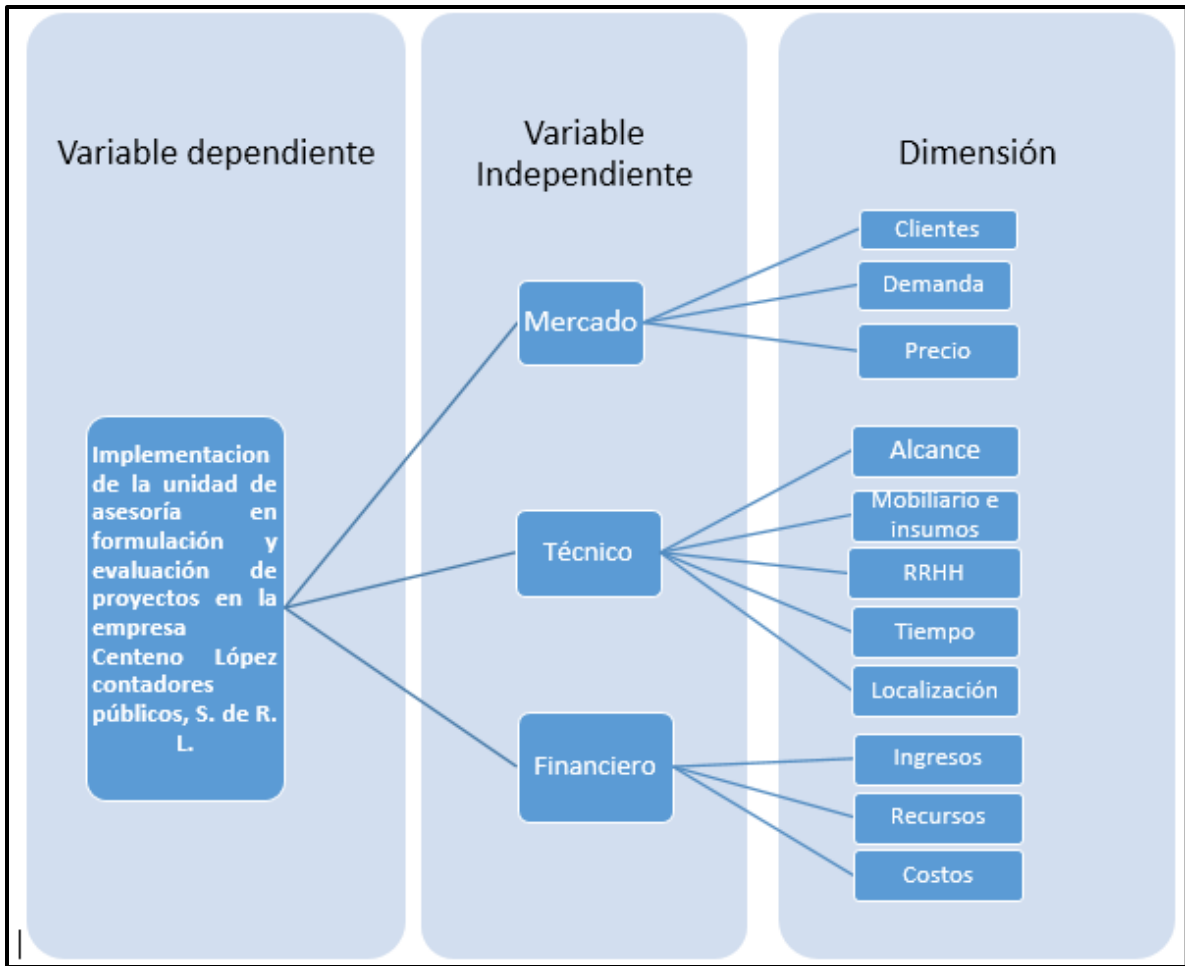 Variable dependiente
Variable
Independiente
Dimensión
Implementacion
de la unidad de
asesoría en
formulación y
evaluación de
proyectos en la
empresa
Centeno López
contadores
públicos, S. de R.
L.
Mercado
Técnico
Financiero
Clientes
Demanda
Precio
Alcance
Mobiliario e
insumos
RRHH
Tiempo
Localización
Ingresos
Recursos
Costos